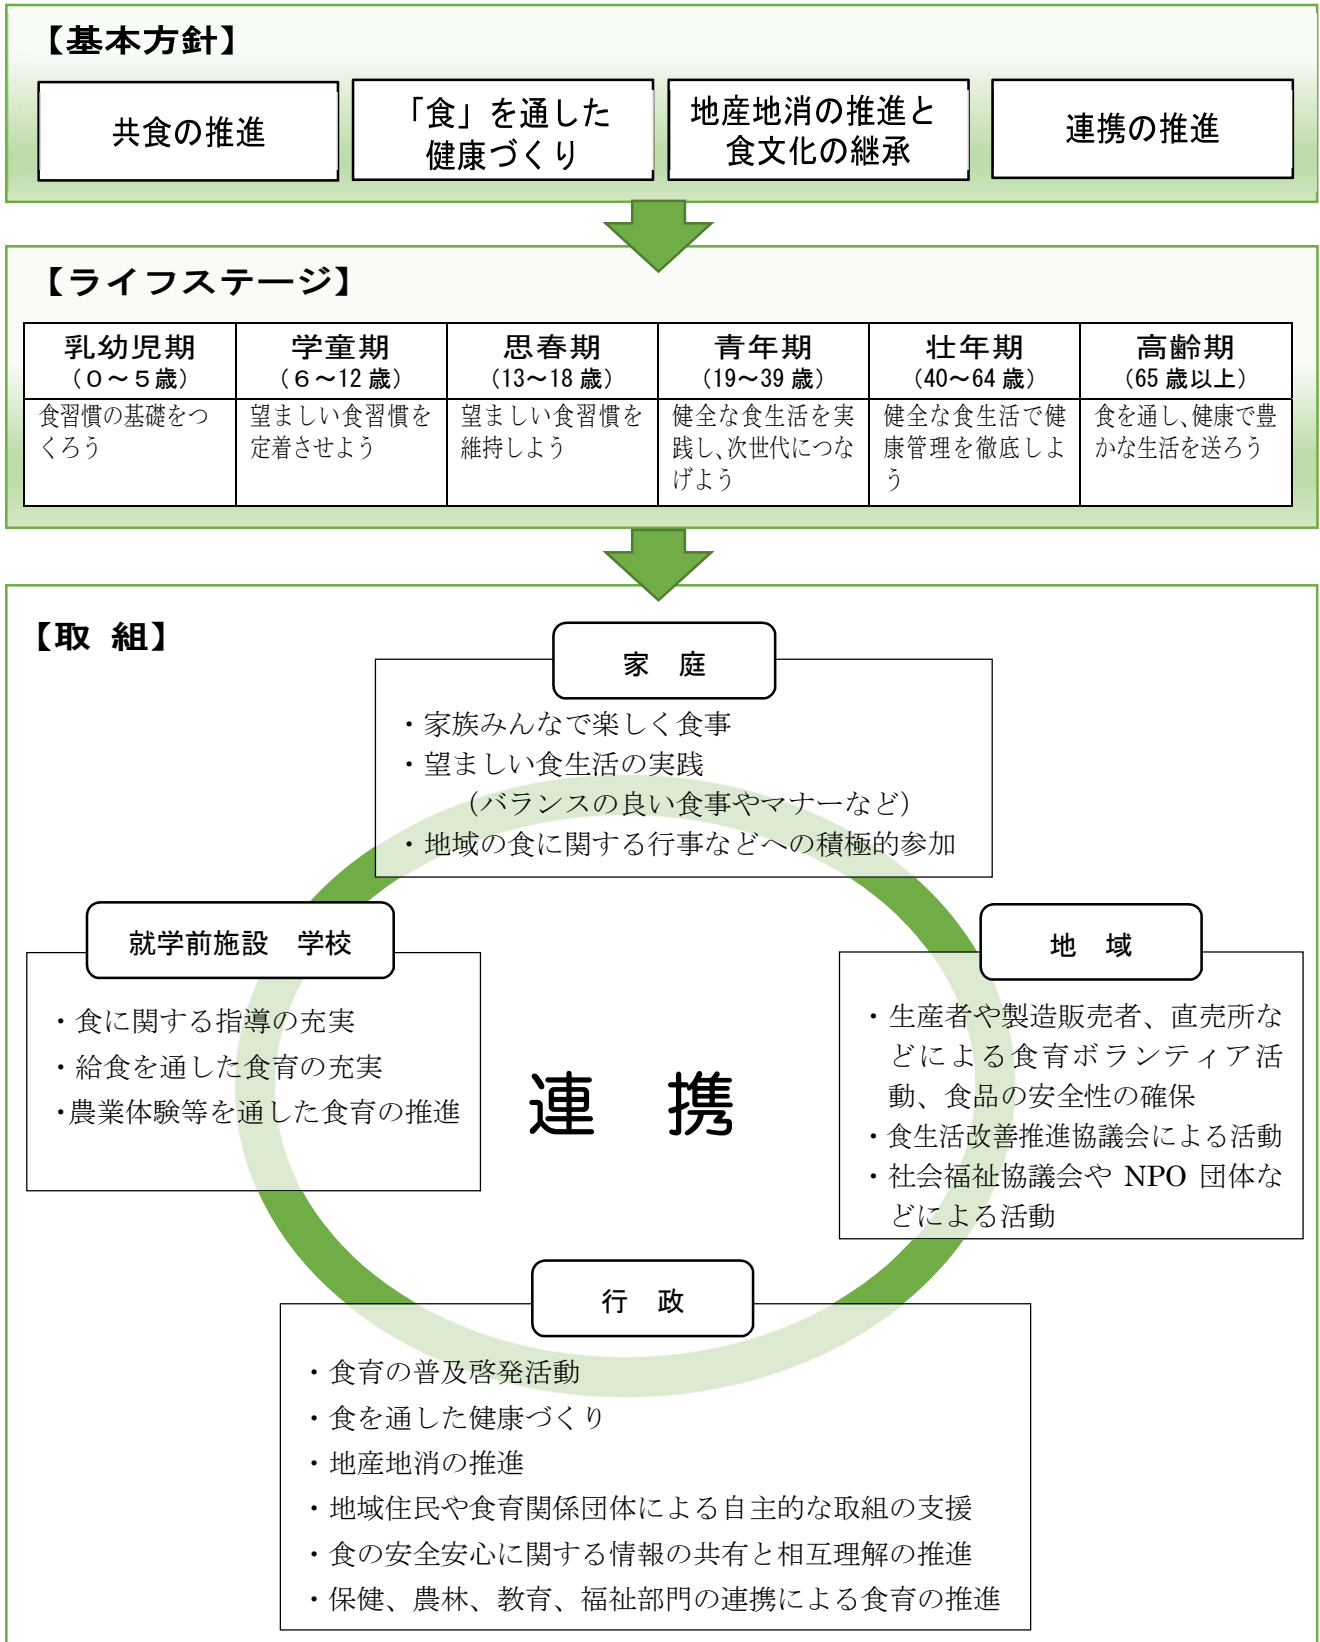 【基本方針】
共食の推進
「食」を通した
健康づくり
地産地消の推進と
食文化の継承
連携の推進
【ライフステージ】
乳幼児期
（０～５歳）
学童期
（６～12 歳）
思春期
（13～18 歳）
青年期
（19～39 歳）
壮年期
（40～64 歳）
高齢期
（65 歳以上）
食習慣の基礎をつ
くろう
望ましい食習慣を
定着させよう
望ましい食習慣を
維持しよう
健全な食生活を実
践し、次世代につな
げよう
健全な食生活で健
康管理を徹底しよ
う
食を通し、健康で豊
かな生活を送ろう
【取 組】
家 庭
・家族みんなで楽しく食事
・望ましい食生活の実践
（バランスの良い食事やマナーなど）
・地域の食に関する行事などへの積極的参加
就学前施設 学校
・食に関する指導の充実
・給食を通した食育の充実
・農業体験等を通した食育の推進
連 携
地 域
・生産者や製造販売者、直売所な
どによる食育ボランティア活
動、食品の安全性の確保
・食生活改善推進協議会による活動
・社会福祉協議会や NPO 団体な
どによる活動
行 政
・食育の普及啓発活動
・食を通した健康づくり
・地産地消の推進
・地域住民や食育関係団体による自主的な取組の支援
・食の安全安心に関する情報の共有と相互理解の推進
・保健、農林、教育、福祉部門の連携による食育の推進